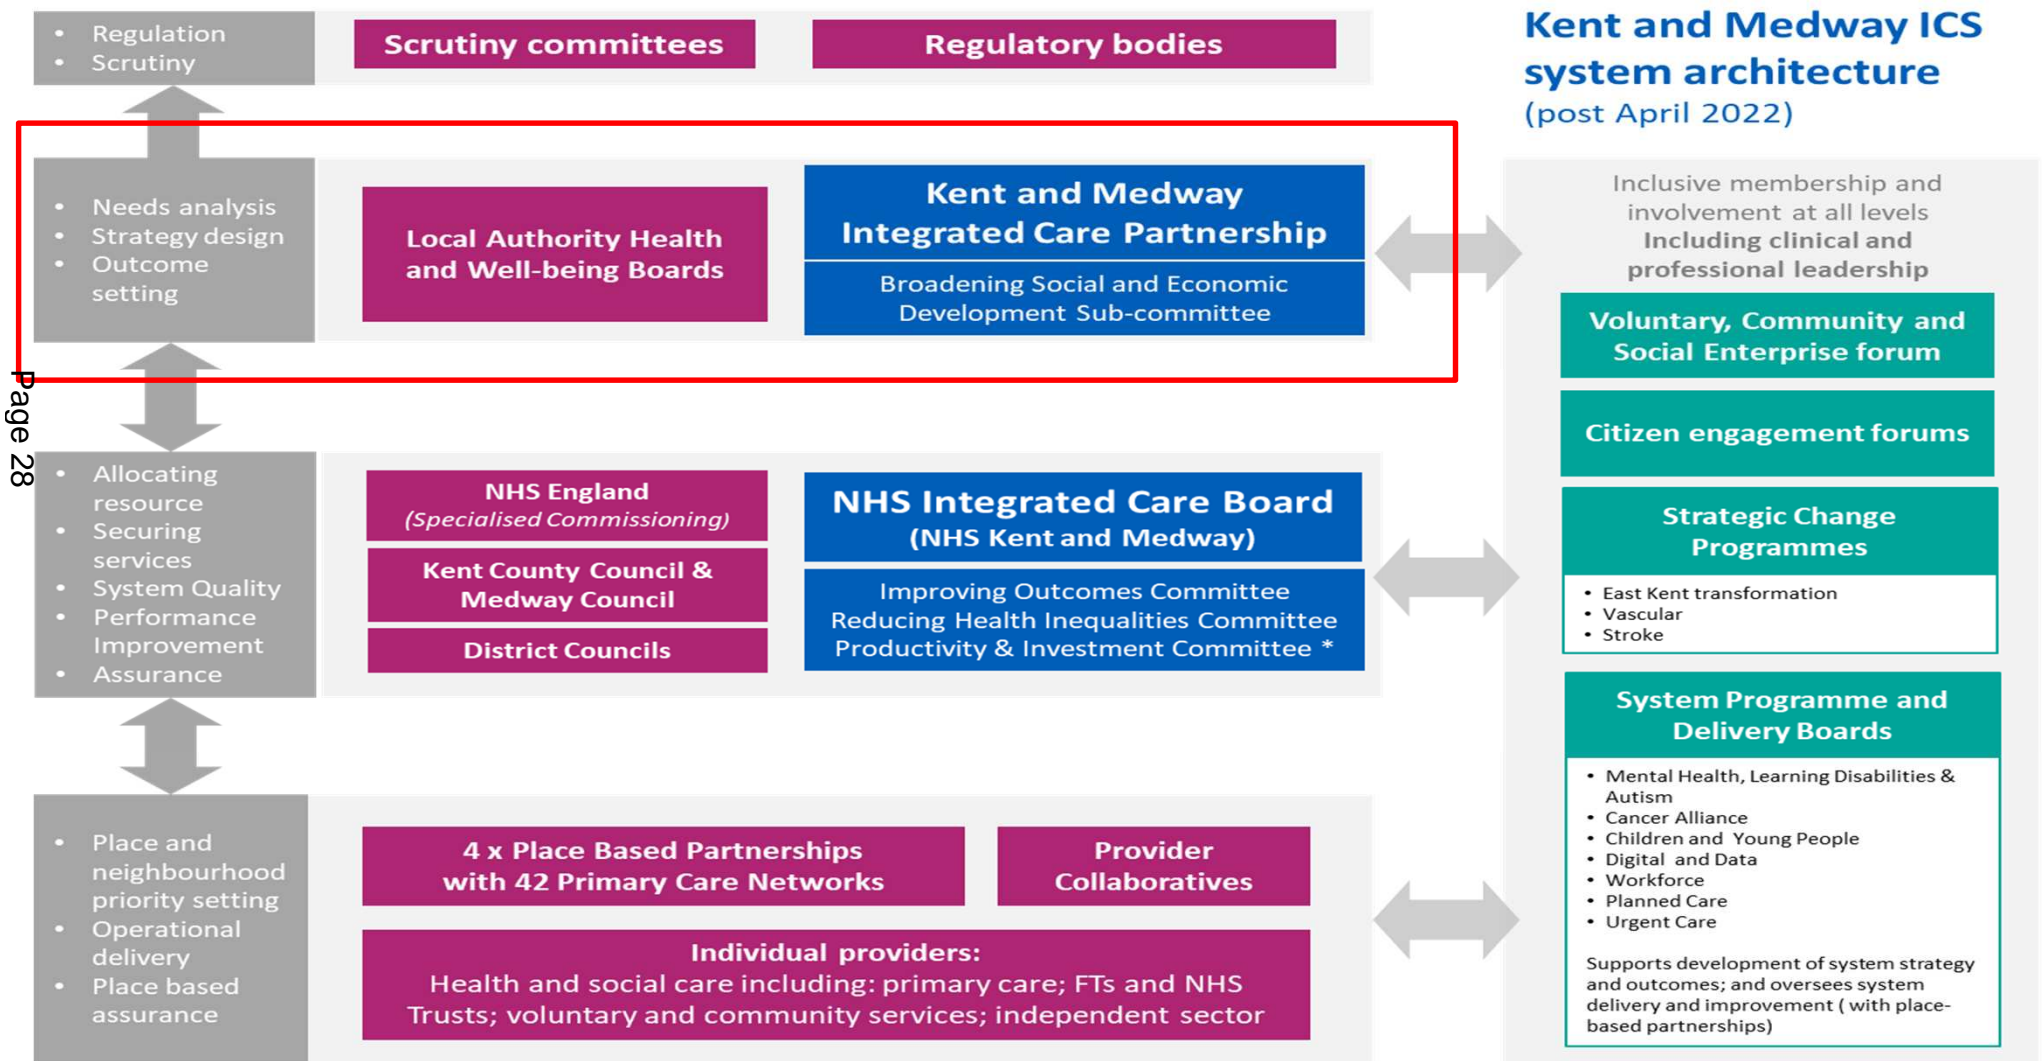 • Regulation
• Scrutiny
Scrutiny committees
Regulatory bodies
Kent and Medway ICS
system architecture
(post April 2022)
• Needs analysis
• Strategy design
• Outcome
setting
Local Authority Health
and Well-being Boards
Kent and Medway
Integrated Care Partnership
Broadening Social and Economic
Development Sub-committee
Inclusive membership and
involvement at all levels
Including clinical and
professional leadership
Voluntary, Community and
Social Enterprise forum
Citizen engagement forums
Page 28
• Allocating
resource
• Securing
services
• System Quality
• Performance
Improvement
• Assurance
NHS England
(Specialised Commissioning)
Kent County Council &
Medway Council
District Councils
NHS Integrated Care Board
(NHS Kent and Medway)
Improving Outcomes Committee
Reducing Health Inequalities Committee
Productivity & Investment Committee *
Strategic Change
Programmes
• East Kent transformation
• Vascular
• Stroke
System Programme and
Delivery Boards
• Mental Health, Learning Disabilities &
Autism
• Cancer Alliance
• Children and Young People
• Digital and Data
• Workforce
• Planned Care
• Urgent Care
Supports development of system strategy
and outcomes; and oversees system
delivery and improvement ( with place-
based partnerships)
• Place and
neighbourhood
priority setting
• Operational
delivery
• Place based
assurance
4 x Place Based Partnerships
with 42 Primary Care Networks
Provider
Collaboratives
Individual providers:
Health and social care including: primary care; FTs and NHS
Trusts; voluntary and community services; independent sector